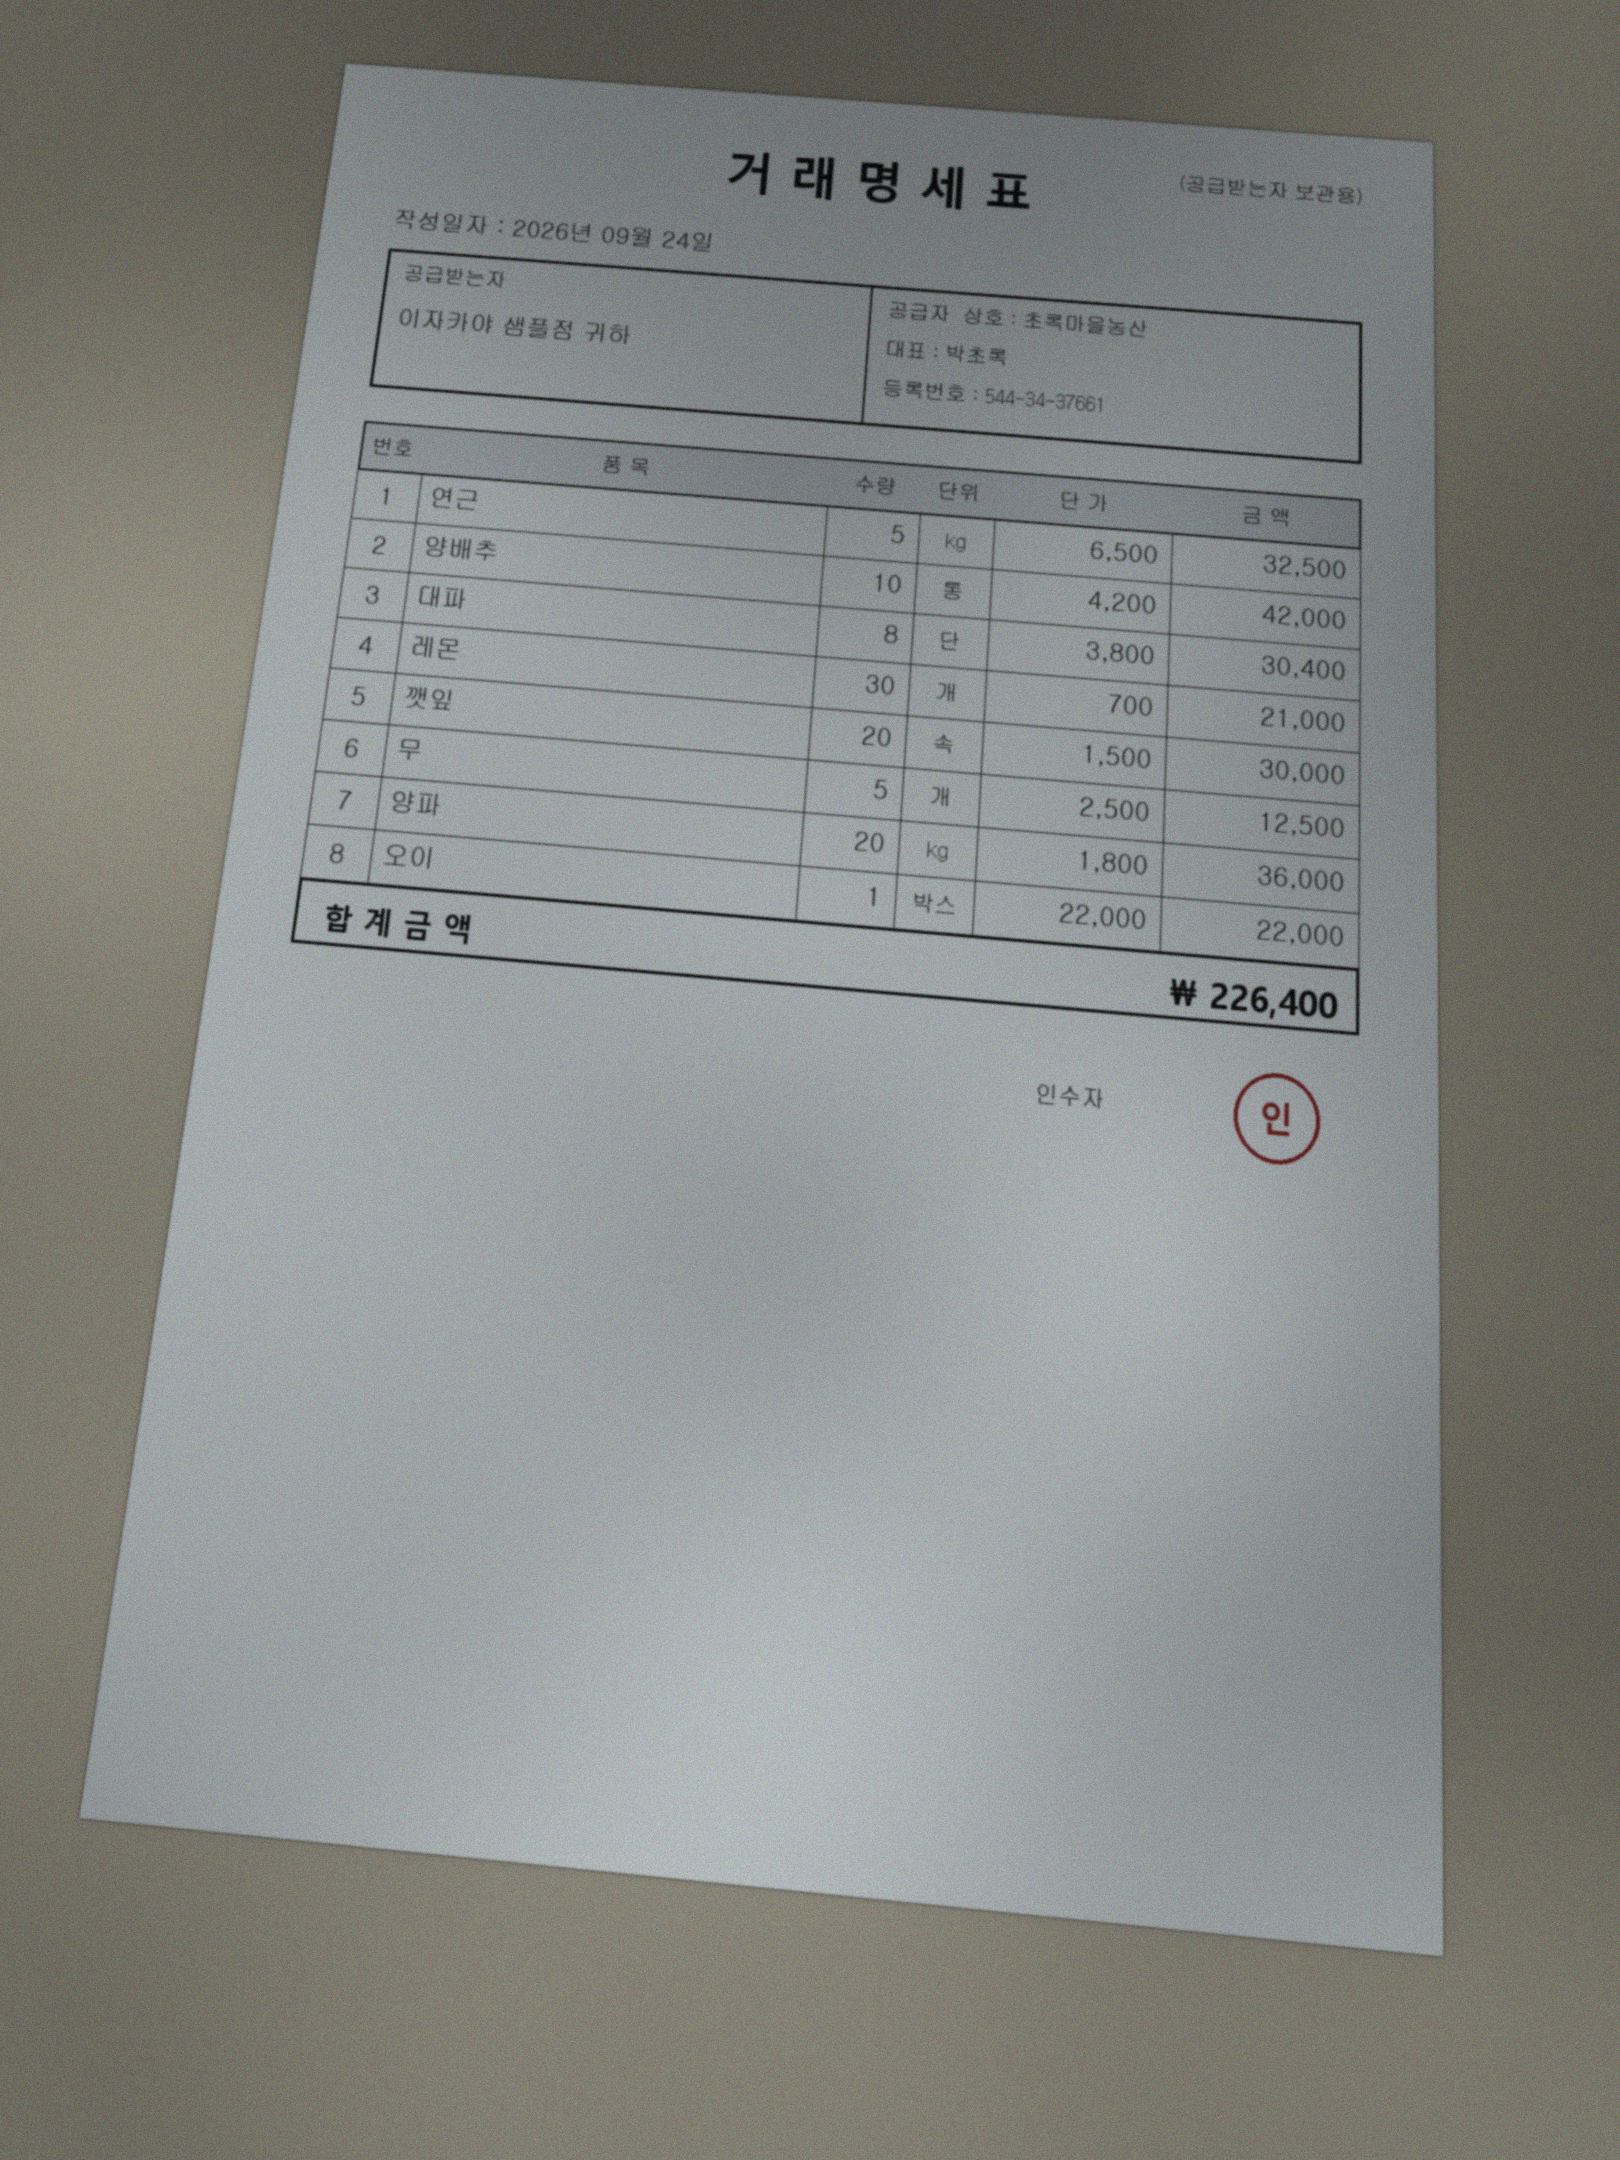 거래명세표
(공급받는자 보관용)
작성일자 : 2026년 09월 24일
공급받는자
이자카야 샘플점 귀하
공급자 상호 : 초록마을농산
대표 : 박초록
등록번호 : 544-34-37661
번호 품목 수량 단위 단가 금액
1 연근 5 kg 6,500 32,500
2 양배추 10 통 4,200 42,000
3 대파 8 단 3,800 30,400
4 레몬 30 개 700 21,000
5 깻잎 20 속 1,500 30,000
6 무 5 개 2,500 12,500
7 양파 20 kg 1,800 36,000
8 오이 1 박스 22,000 22,000
합계금액 ₩ 226,400
인수자 인